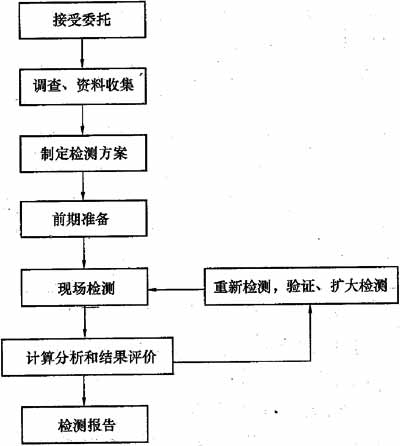 接受委托
调查、资料收集
制定检测方案
前期准备
现场检测
重新检测，验证、扩大检测
计算分析和结果评价
检测报告